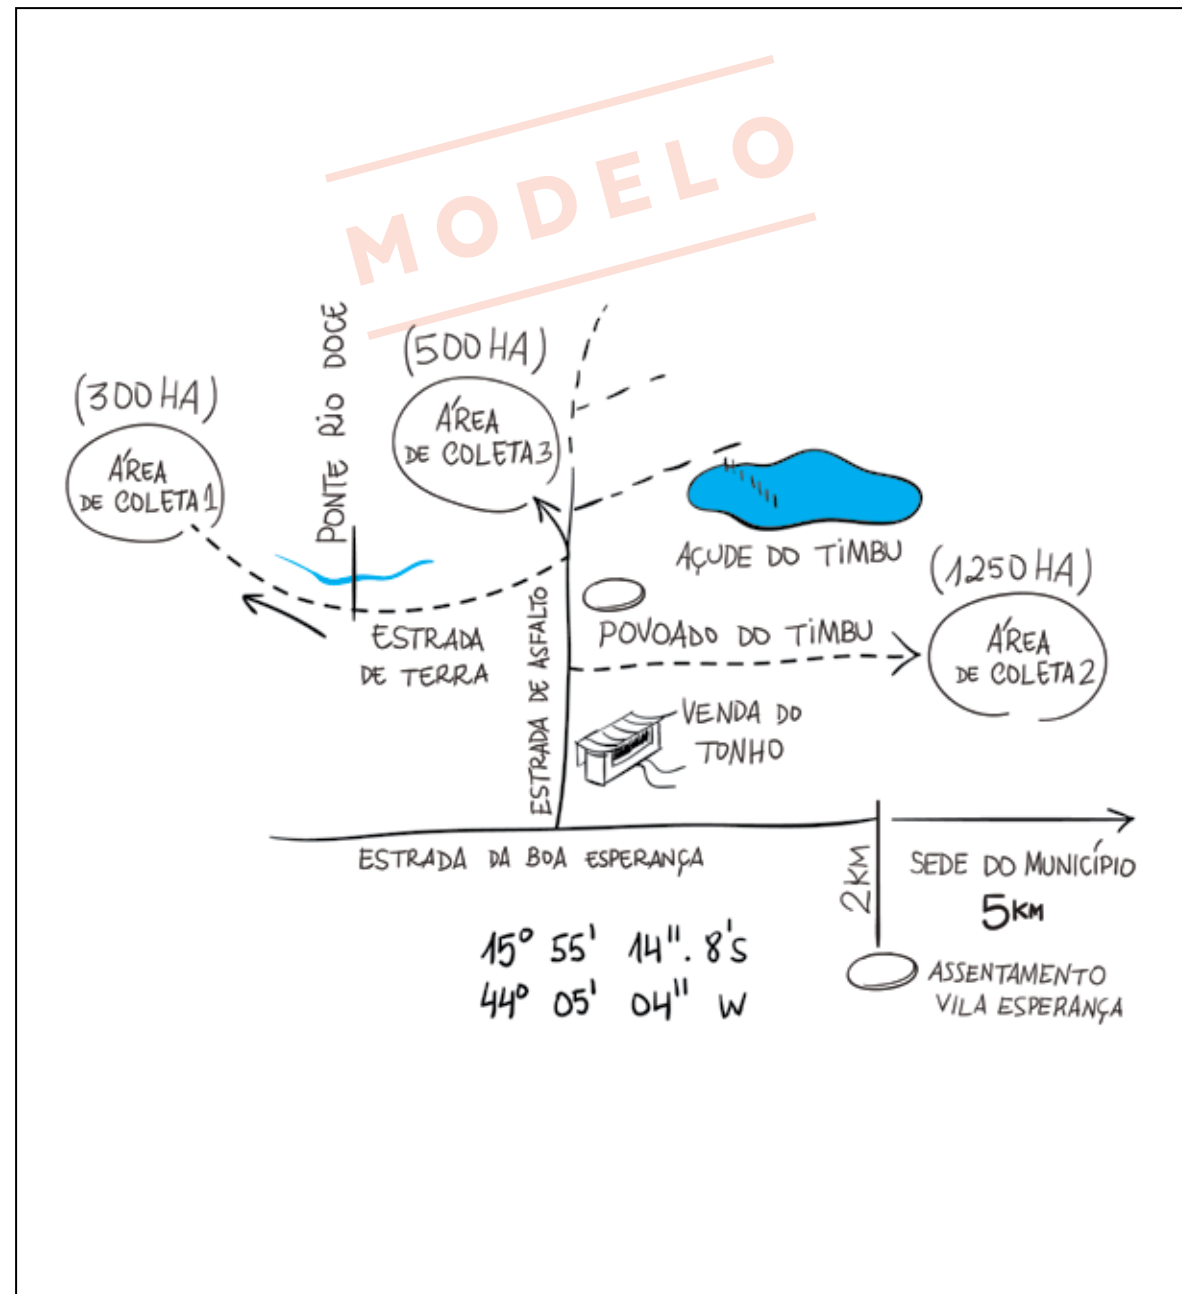 MODELO
PONTE RIO DOCE
(500 HA)
ÁREA
DE COLETA 3
(300 HA)
ÁREA
DE COLETA 1
AÇUDE DO TIMBU
(1250 HA)
ÁREA
DE COLETA 2
ESTRADA
DE TERRA
ESTRADA DE ASFALTO
POVOADO DO TIMBU
VENDA DO
TONHO
ESTRADA DA BOA ESPERANÇA
2KM
SEDE DO MUNICÍPIO
5KM
15° 55' 14". 8'S
44° 05' 04" W
ASSENTAMENTO
VILA ESPERANÇA